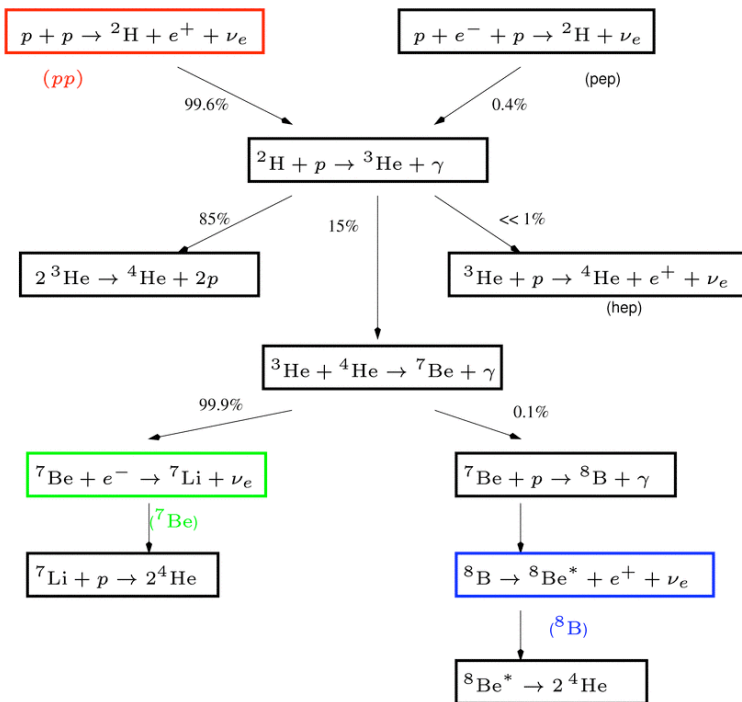 p + p → ²H + e⁺ + νₑ
p + e⁻ + p → ²H + νₑ
(pp)
(pep)
99.6%
0.4%
²H + p → ³He + γ
85%
15%
<< 1%
2 ³He → ⁴He + 2p
³He + p → ⁴He + e⁺ + νₑ
(hep)
³He + ⁴He → ⁷Be + γ
99.9%
0.1%
⁷Be + e⁻ → ⁷Li + νₑ
⁷Be + p → ⁸B + γ
(⁷Be)
⁷Li + p → 2⁴He
⁸B → ⁸Be* + e⁺ + νₑ
(⁸B)
⁸Be* → 2 ⁴He